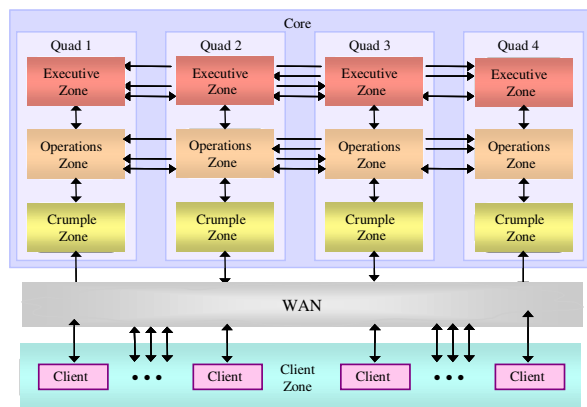 Core
Quad 1
Quad 2
Quad 3
Quad 4
Executive
Zone
Executive
Zone
Executive
Zone
Executive
Zone
Operations
Zone
Operations
Zone
Operations
Zone
Operations
Zone
Crumple
Zone
Crumple
Zone
Crumple
Zone
Crumple
Zone
WAN
Client
Client
Client
Zone
Client
Client